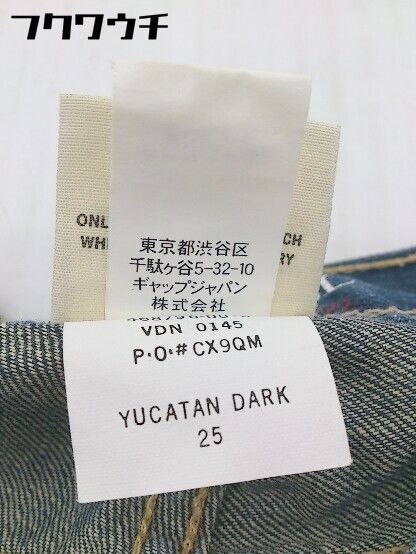 フクワウチ
ONL
WH
CH
RY
東京都渋谷区
千駄ヶ谷5-32-10
ギャップジャパン
株式会社
VDN 0145
P.O.# CX9QM
YUCATAN DARK
25